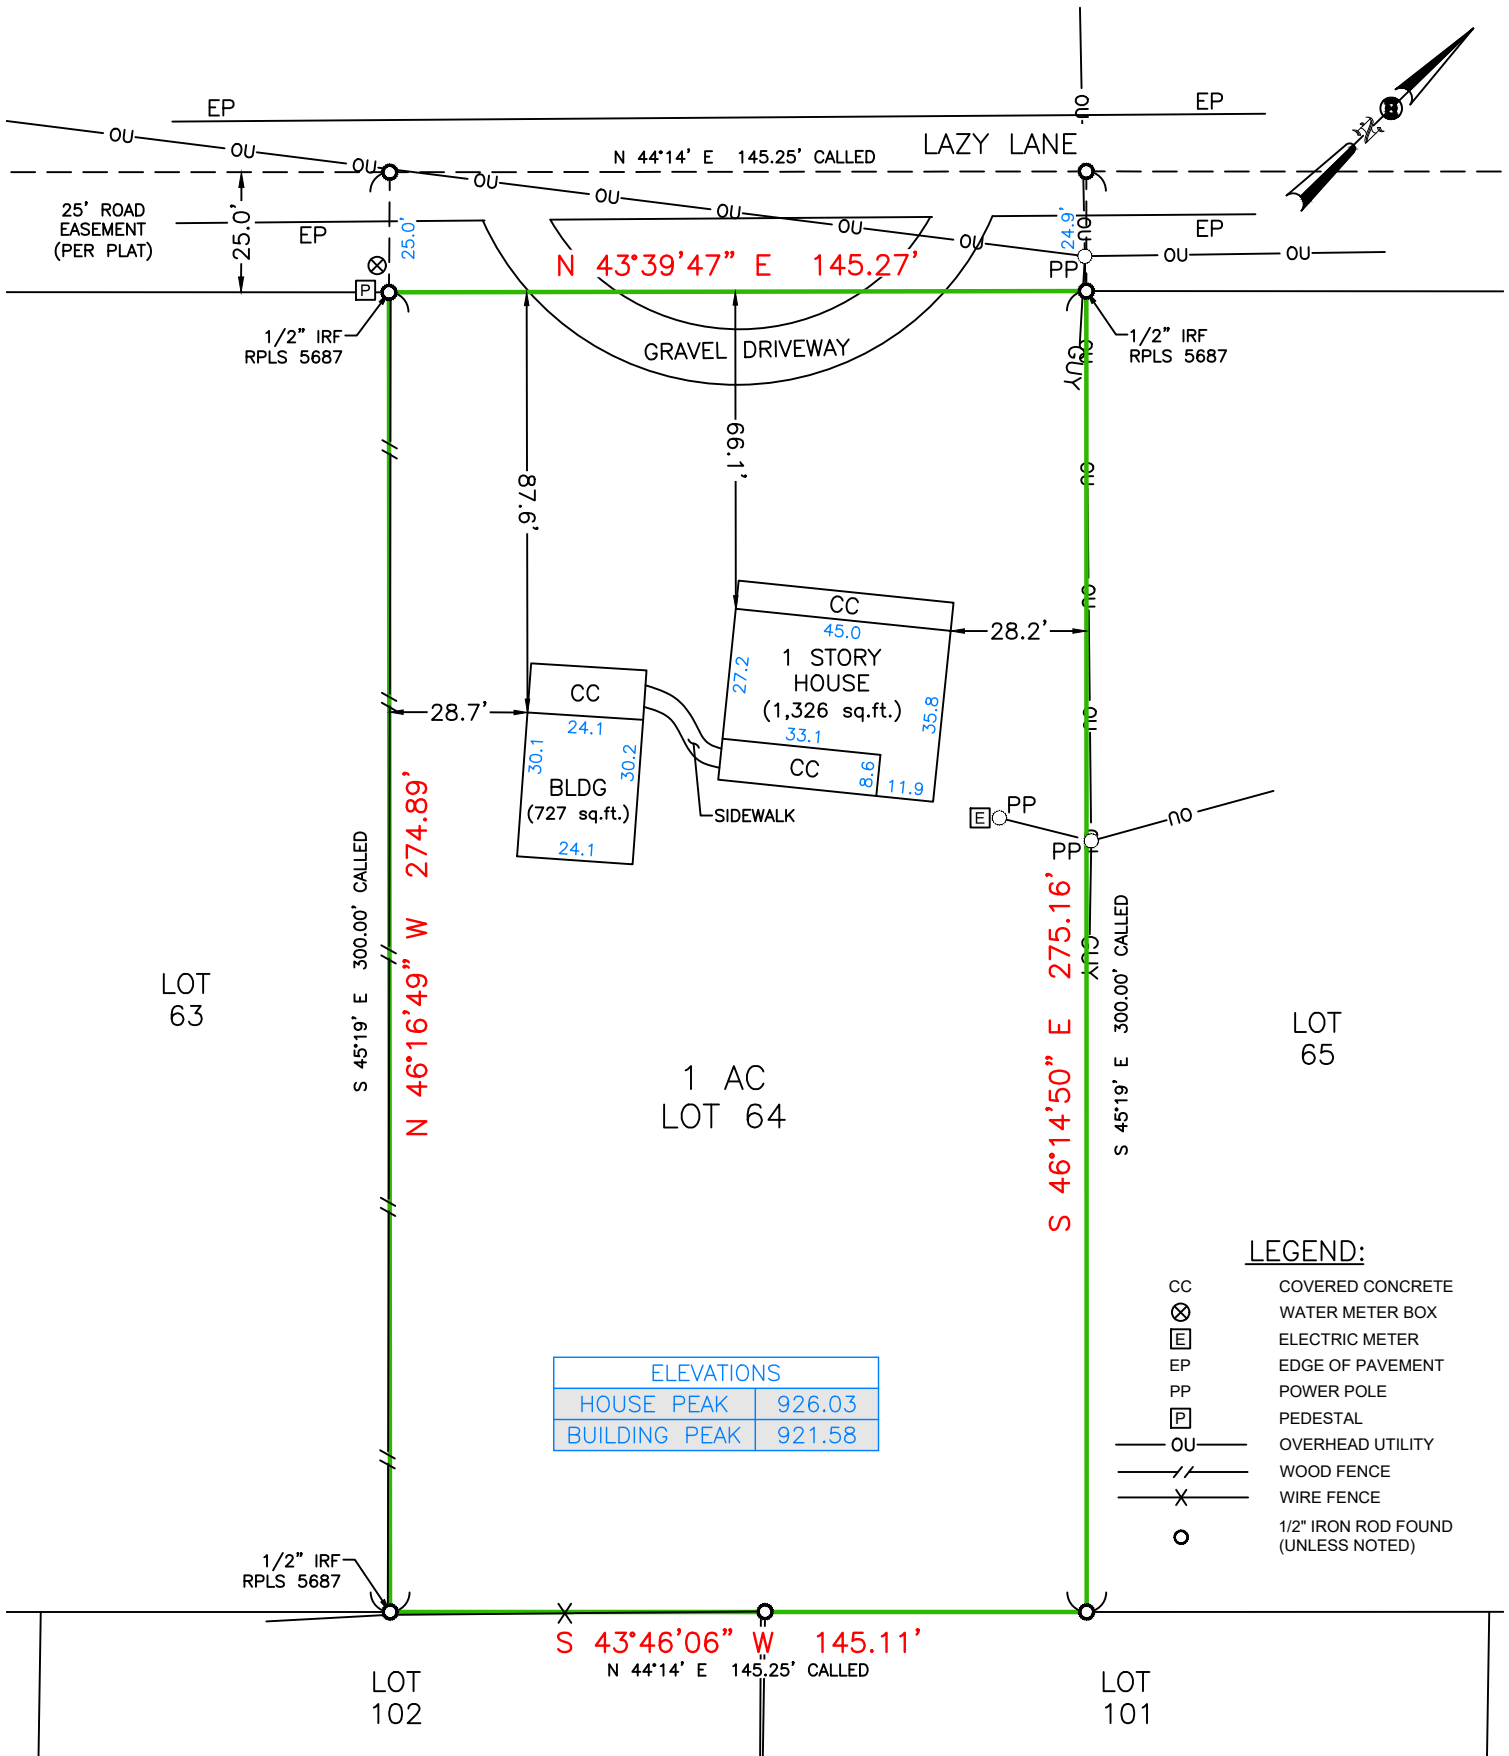 EP
EP
OU
OU
OU
OU
OU
OU
OU
OU
OU
N 44°14' E 145.25' CALLED
LAZY LANE
N
25' ROAD
EASEMENT
(PER PLAT)
25.0'
EP
25.0'
24.9'
OU
EP
PP
OU
OU
N 43°39'47" E 145.27'
P
1/2" IRF
RPLS 5687
1/2" IRF
RPLS 5687
GRAVEL DRIVEWAY
OU
GUY
66.1'
87.6'
OU
OU
OU
CC
45.0
28.2'
1 STORY
HOUSE
(1,326 sq.ft.)
27.2
35.8
33.1
CC
8.6
11.9
CC
28.7'
24.1
30.1
30.2
BLDG
(727 sq.ft.)
24.1
SIDEWALK
E
PP
PP
OU
GUY
N 46°16'49" W 274.89'
S 45°19' E 300.00' CALLED
S 46°14'50" E 275.16'
S 45°19' E 300.00' CALLED
LOT
63
LOT
65
1 AC
LOT 64
LEGEND:
CC COVERED CONCRETE
WATER METER BOX
E ELECTRIC METER
EP EDGE OF PAVEMENT
PP POWER POLE
P PEDESTAL
OU OVERHEAD UTILITY
WOOD FENCE
WIRE FENCE
1/2" IRON ROD FOUND
(UNLESS NOTED)
ELEVATIONS
HOUSE PEAK 926.03
BUILDING PEAK 921.58
1/2" IRF
RPLS 5687
S 43°46'06" W 145.11'
N 44°14' E 145.25' CALLED
LOT
102
LOT
101